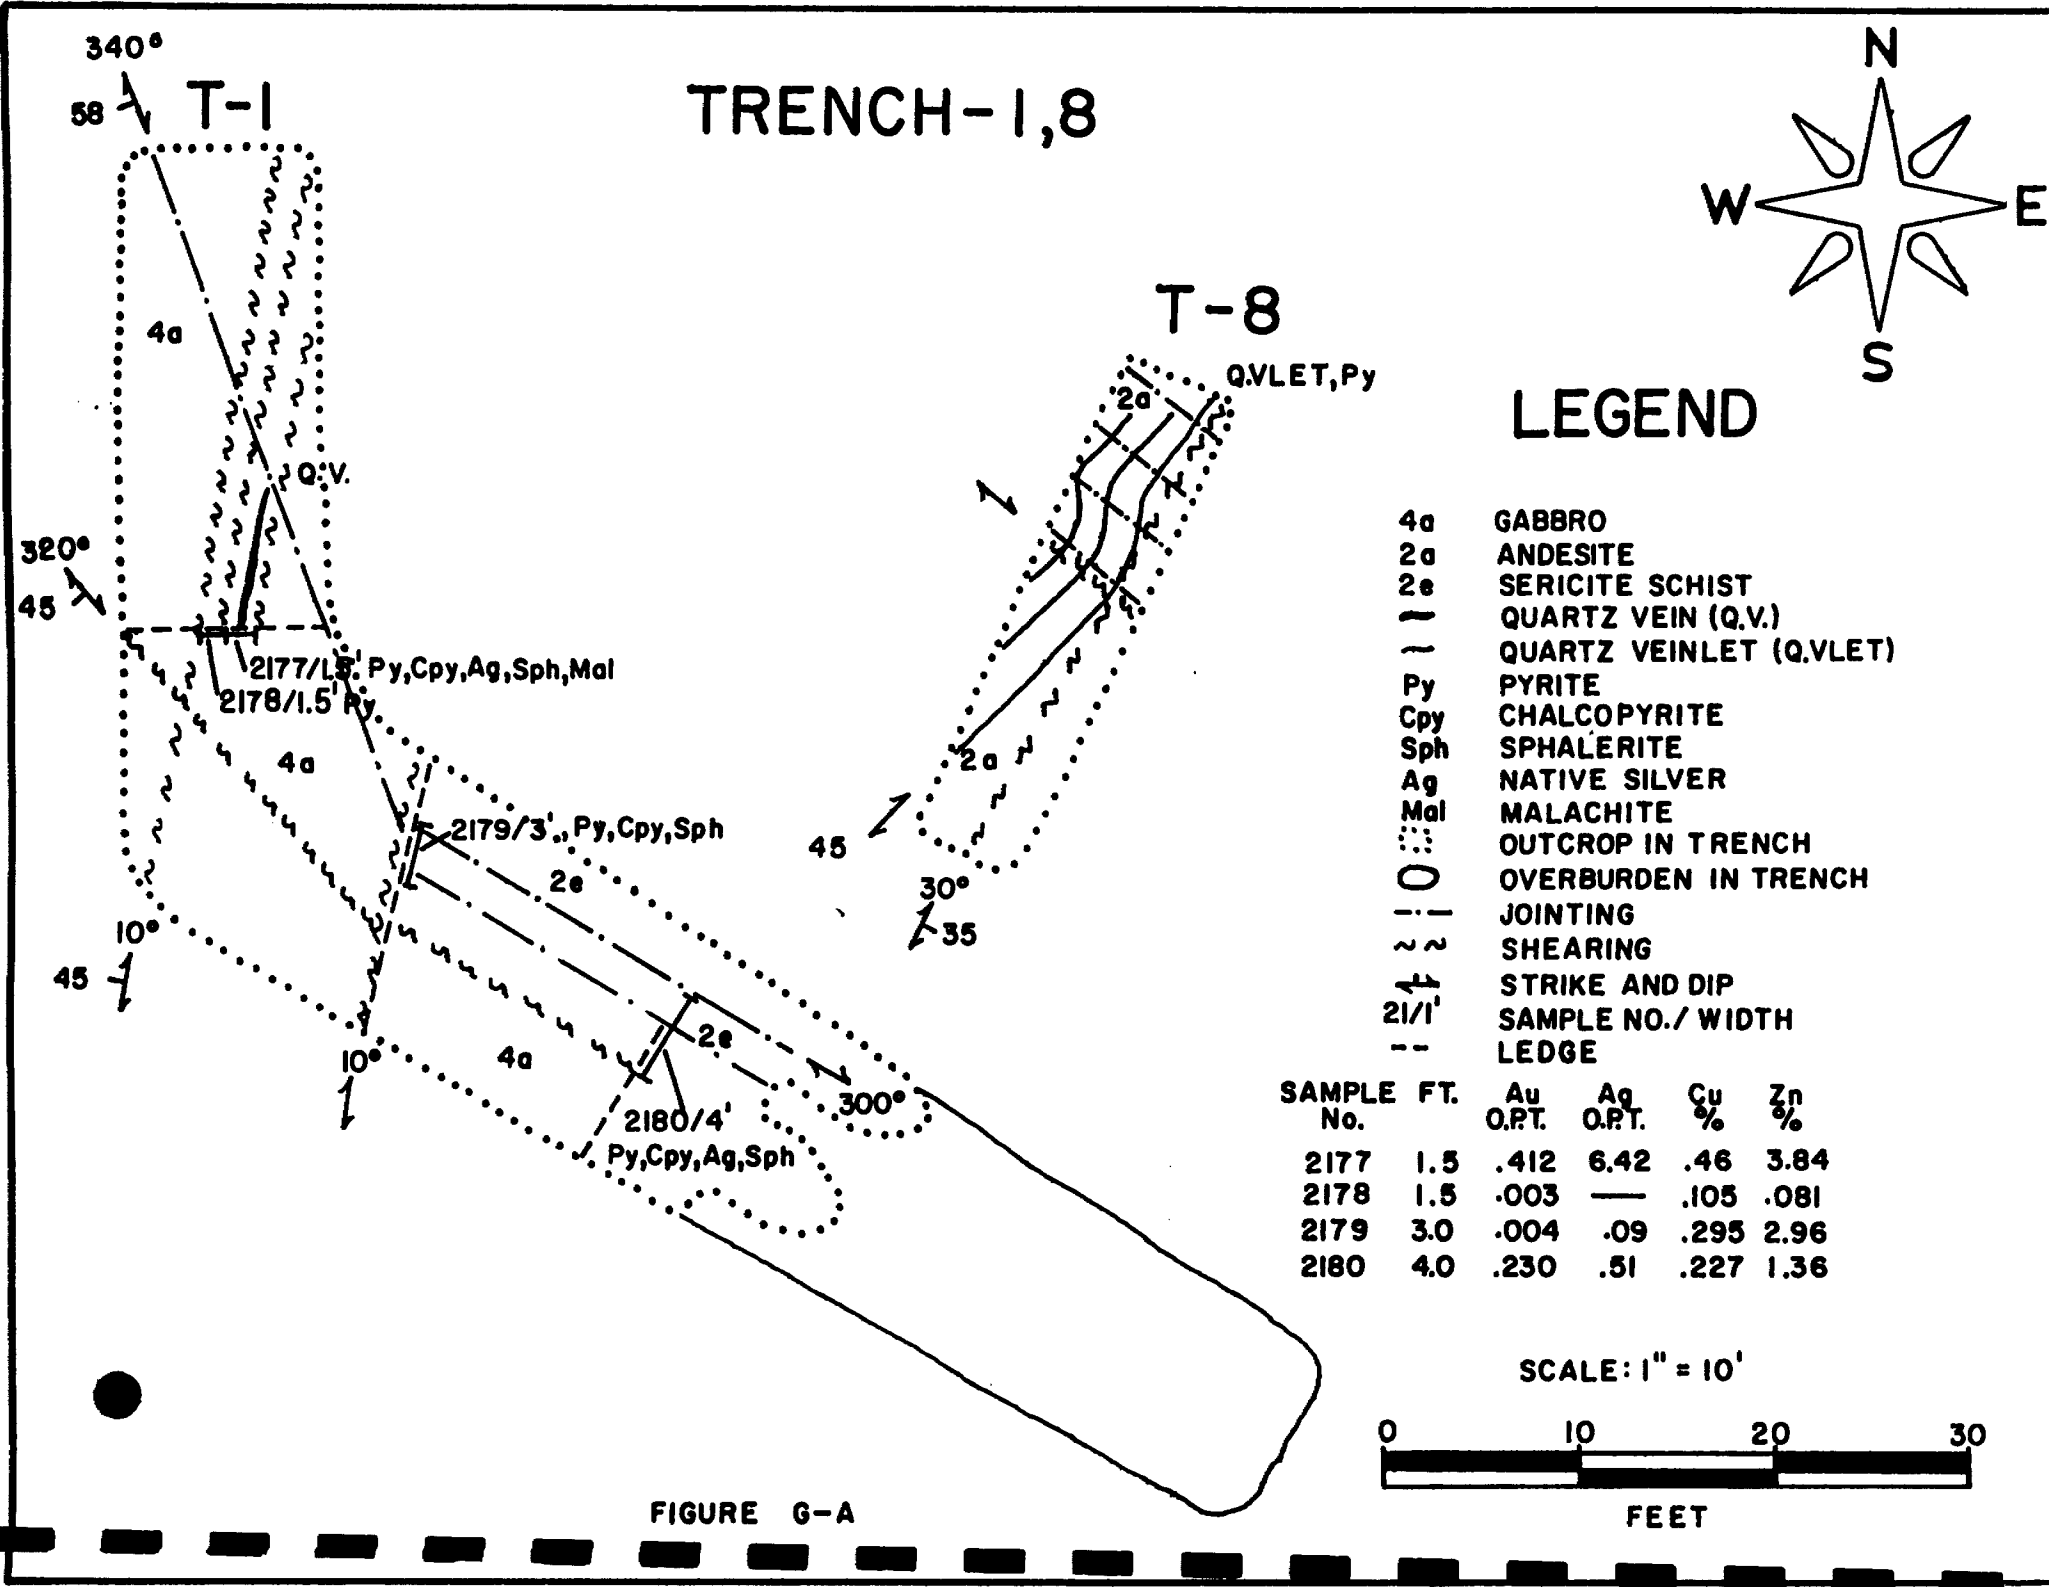 340°
58
T-1
TRENCH-1,8
N
W
E
S
T-8
Q.VLET,Py
2a
4a
Q.V.
320°
45
2177/1.5' Py,Cpy,Ag,Sph,Mal
2178/1.5' Py
4a
2a
2179/3', Py,Cpy,Sph
2e
45
30°
35
10°
45
10°
4a
2e
300°
2180/4'
Py,Cpy,Ag,Sph
LEGEND
4a GABBRO
2a ANDESITE
2e SERICITE SCHIST
QUARTZ VEIN (Q.V.)
QUARTZ VEINLET (Q.VLET)
Py PYRITE
Cpy CHALCOPYRITE
Sph SPHALERITE
Ag NATIVE SILVER
Mal MALACHITE
OUTCROP IN TRENCH
OVERBURDEN IN TRENCH
JOINTING
SHEARING
STRIKE AND DIP
21/1' SAMPLE NO./ WIDTH
LEDGE
SAMPLE FT. Au Ag Cu Zn
No. O.P.T. O.P.T. % %
2177 1.5 .412 6.42 .46 3.84
2178 1.5 .003 — .105 .081
2179 3.0 .004 .09 .295 2.96
2180 4.0 .230 .51 .227 1.36
SCALE: 1" = 10'
0 10 20 30
FEET
FIGURE G-A